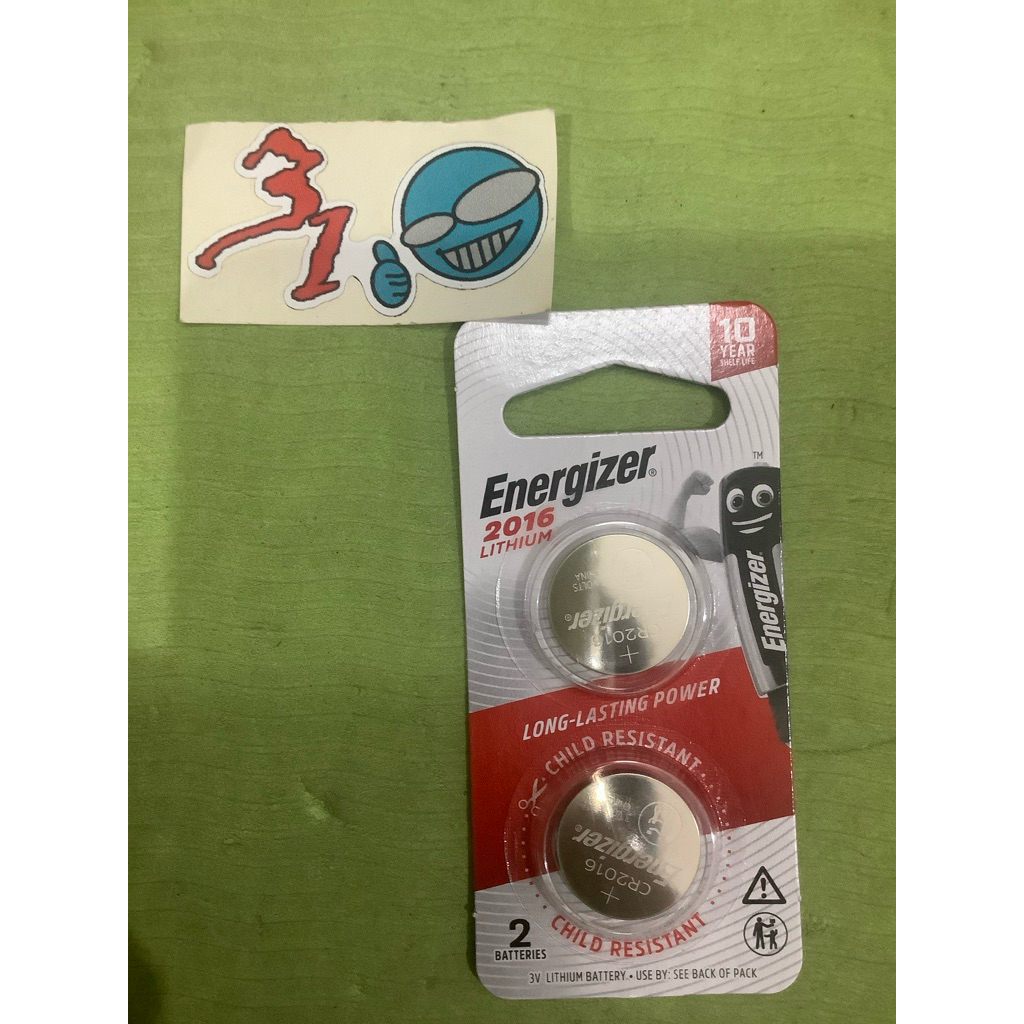 31
10
YEAR
SHELF LIFE
Energizer®
2016
LITHIUM
TM
Energizer
Energizer®
CR2016
+
LONG-LASTING POWER
CHILD RESISTANT
Energizer®
CR2016
+
CHILD RESISTANT
2
BATTERIES
3V LITHIUM BATTERY • USE BY: SEE BACK OF PACK